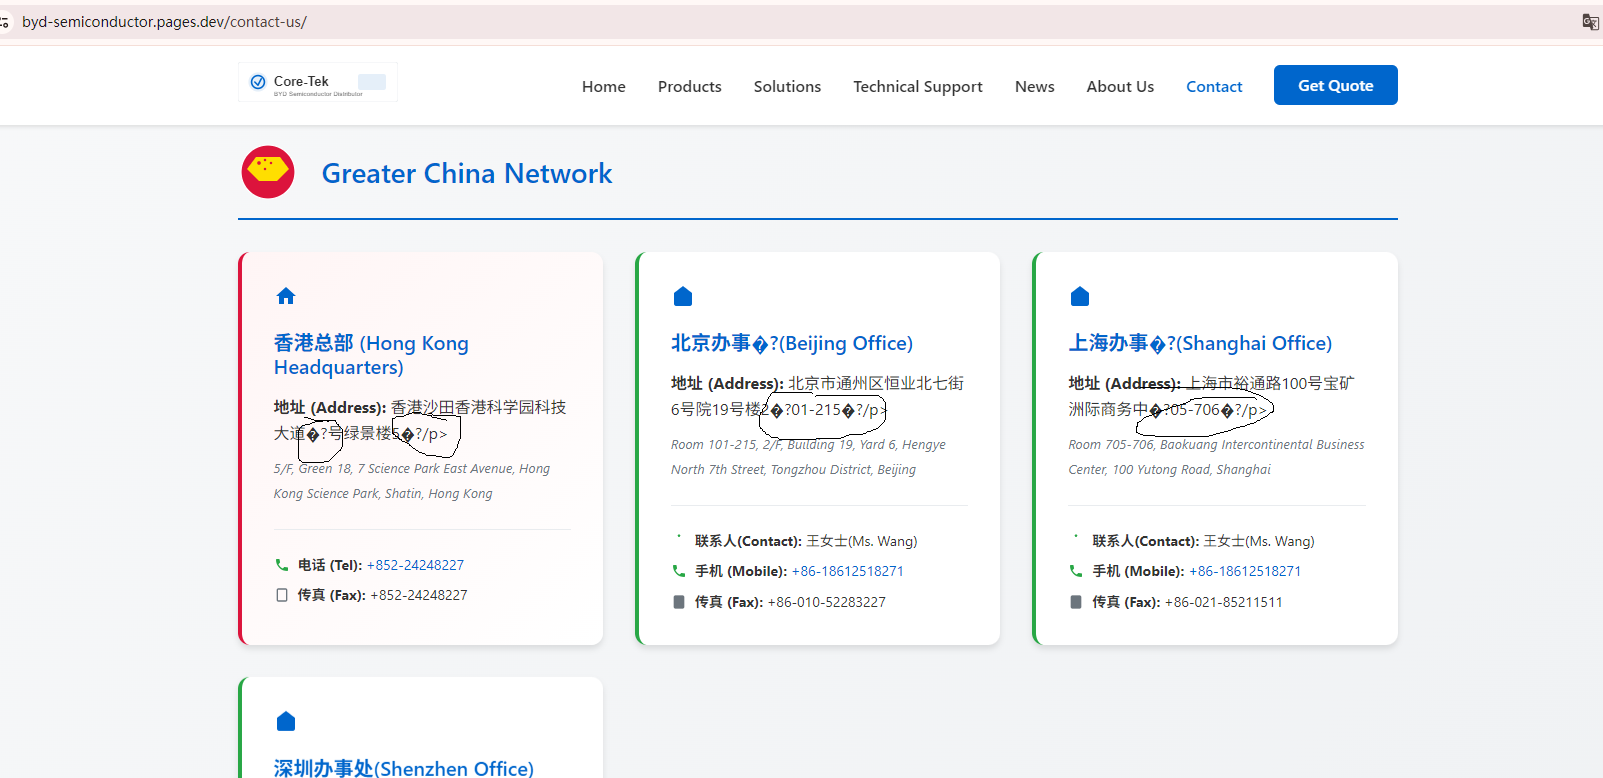 byd-semiconductor.pages.dev/contact-us/
Core-Tek
BYD Semiconductor Distributor
Home Products Solutions Technical Support News About Us Contact Get Quote
Greater China Network
香港总部 (Hong Kong
Headquarters)
地址 (Address): 香港沙田香港科学园科技
大道�?号绿景楼5�?/p>
5/F, Green 18, 7 Science Park East Avenue, Hong
Kong Science Park, Shatin, Hong Kong
电话 (Tel): +852-24248227
传真 (Fax): +852-24248227
北京办事�?(Beijing Office)
地址 (Address): 北京市通州区恒业北七街
6号院19号楼2�?01-215�?/p>
Room 101-215, 2/F, Building 19, Yard 6, Hengye
North 7th Street, Tongzhou District, Beijing
联系人(Contact): 王女士(Ms. Wang)
手机 (Mobile): +86-18612518271
传真 (Fax): +86-010-52283227
上海办事�?(Shanghai Office)
地址 (Address): 上海市裕通路100号宝矿
洲际商务中�?05-706�?/p>
Room 705-706, Baokuang Intercontinental Business
Center, 100 Yutong Road, Shanghai
联系人(Contact): 王女士(Ms. Wang)
手机 (Mobile): +86-18612518271
传真 (Fax): +86-021-85211511
深圳办事处(Shenzhen Office)